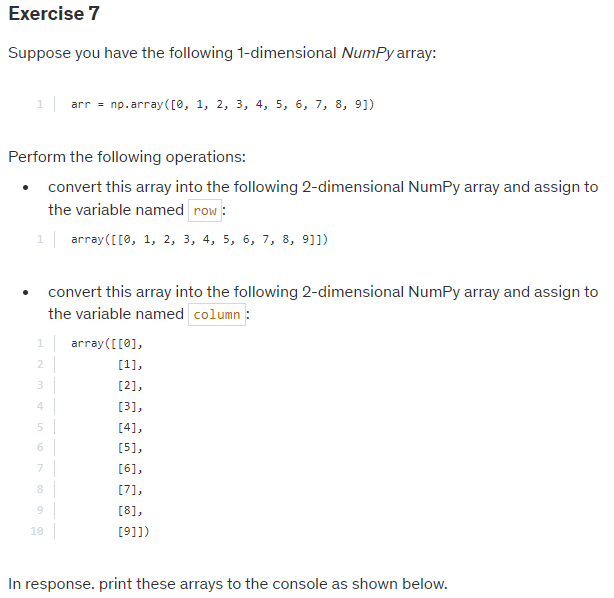 Exercise 7
Suppose you have the following 1-dimensional NumPy array:
1 arr = np.array([0, 1, 2, 3, 4, 5, 6, 7, 8, 9])
Perform the following operations:
• convert this array into the following 2-dimensional NumPy array and assign to
the variable named row:
1 array([[0, 1, 2, 3, 4, 5, 6, 7, 8, 9]])
• convert this array into the following 2-dimensional NumPy array and assign to
the variable named column:
1 array([[0],
2 [1],
3 [2],
4 [3],
5 [4],
6 [5],
7 [6],
8 [7],
9 [8],
10 [9]])
In response. print these arrays to the console as shown below.